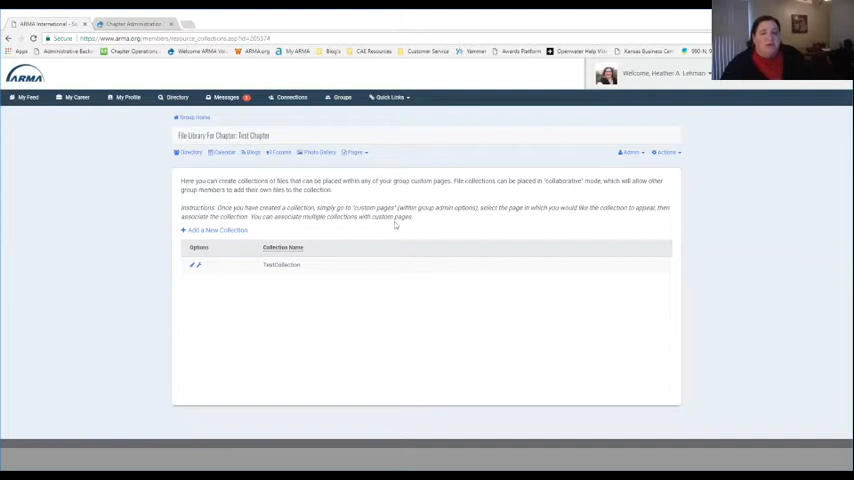 ARMA International - S
Chapter Administration
Secure
https://www.arma.org/members/resource_collections.asp?id=205374
Apps Administrative Back Chapter Operations Welcome ARMA Vo ARMA.org My ARMA Blog's CAE Resources Customer Service Yammer Awards Platform Openwater Help Kansas Business Cent 990-N
ARMA
Welcome, Heather A. Lehman
My Feed My Career My Profile Directory Messages Connections Groups Quick Links
Group Home
File Library For Chapter: Test Chapter
Directory Calendar Blogs Forums Photo Gallery Pages Admin Actions
Here you can create collections of files that can be placed within any of your group custom pages. File collections can be placed in "collaborative" mode, which will allow other
group members to add their own files to the collection.
Instructions: Once you have created a collection, simply go to "custom pages" (within group admin options), select the page in which you would like the collection to appear, then
associate the collection. You can associate multiple collections with custom pages.
Add a New Collection
Options Collection Name
TestCollection